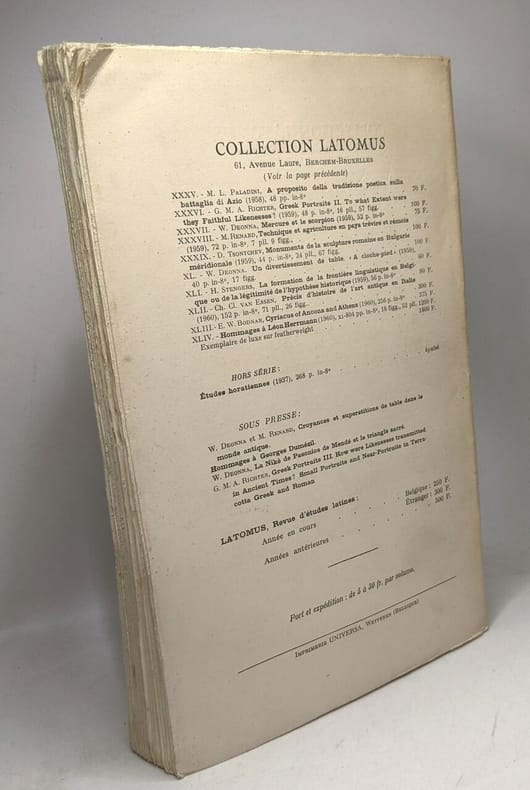 COLLECTION LATOMUS
61, Avenue Laure, BERCHEM-BRUXELLES
(Voir la page précédente)
XXXV. - M. L. PALADINI, A proposito della tradizione poetica sulla
battaglia di Azio (1958), 48 pp. in-8° 70 F.
XXXVI. - G. M. A. RICHTER, Greek Portraits II. To what Extent were
they Faithful Likenesses? (1959), 48 p. in-8°, 16 pl., 57 figg. 100 F.
XXXVII. - W. DEONNA, Mercure et le scorpion (1959), 52 p. in-8° 75 F.
XXXVIII. - M. RENARD, Technique et agriculture en pays trévire et rémois
(1959), 72 p. in-8°, 7 pl. 9 figg. 100 F.
XXXIX. - D. TSONTCHEV, Monuments de la sculpture romaine en Bulgarie
méridionale (1959), 44 p. in-8°, 24 pl., 67 figg. 100 F.
XL. - W. DEONNA. Un divertissement de table. « A cloche-pied » (1959),
40 p. in-8°, 17 figg. 60 F.
XLI. - H. STENGERS, La formation de la frontière linguistique en Belgi-
que ou de la légitimité de l'hypothèse historique (1959), 56 p. in-8° 80 F.
XLII. - Ch. Cl. VAN ESSEN, Précis d'histoire de l'art antique en Italie
(1960), 152 p. in-8°, 71 pl., 26 figg. 300 F.
XLIII. - E. W. BODNAR, Cyriacus of Ancona and Athens (1960), 256 p. in-8° 375 F.
XLIV. - Hommages à Léon Herrmann (1960), XI-804 pp. in-8°, 18 figg., 52 pl. 1200 F.
Exemplaire de luxe sur featherweight 1800 F.
HORS SÉRIE :
Études horatiennes (1937), 268 p. in-8° épuisé
SOUS PRESSE :
W. DEONNA et M. RENARD, Croyances et superstitions de table dans le
monde antique.
Hommages à Georges Dumézil.
W. DEONNA, La Niké de Paeonios de Mendé et le triangle sacré.
G. M. A. RICHTER, Greek Portraits III. How were Likenesses transmitted
in Ancient Times? Small Portraits and Near-Portraits in Terra-
cotta Greek and Roman
LATOMUS, Revue d'études latines :
Année en cours Belgique : 250 F.
Étranger : 300 F.
Années antérieures 300 F.
Port et expédition : de 5 à 30 fr. par volume.
IMPRIMERIE UNIVERSA, WETTEREN (BELGIQUE)